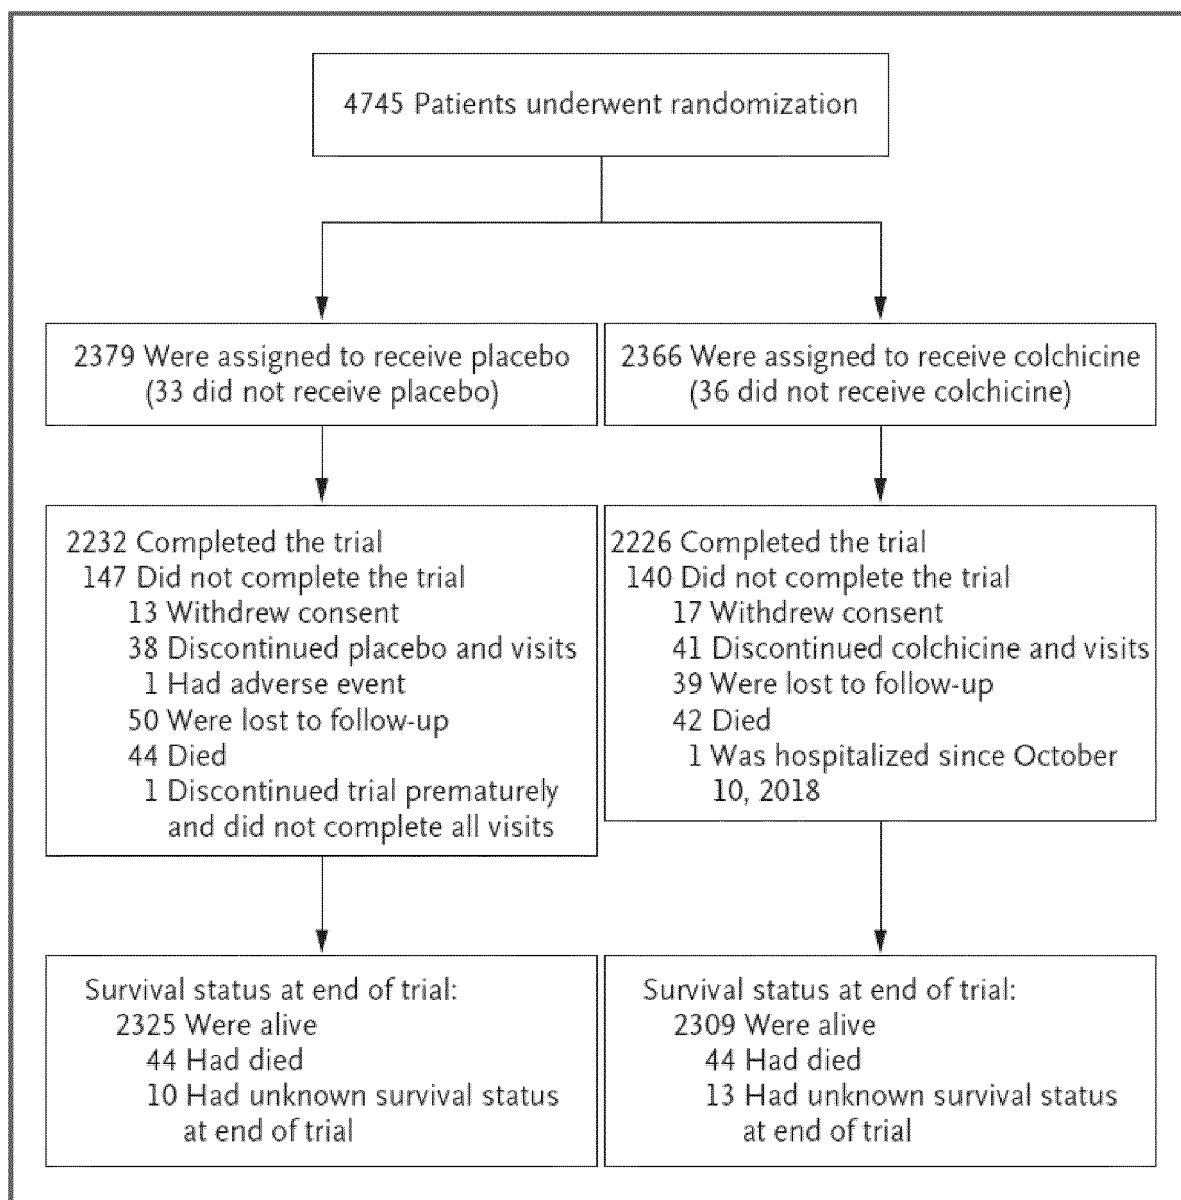 4745 Patients underwent randomization
2379 Were assigned to receive placebo
(33 did not receive placebo)
2366 Were assigned to receive colchicine
(36 did not receive colchicine)
2232 Completed the trial
147 Did not complete the trial
13 Withdrew consent
38 Discontinued placebo and visits
1 Had adverse event
50 Were lost to follow-up
44 Died
1 Discontinued trial prematurely
and did not complete all visits
2226 Completed the trial
140 Did not complete the trial
17 Withdrew consent
41 Discontinued colchicine and visits
39 Were lost to follow-up
42 Died
1 Was hospitalized since October
10, 2018
Survival status at end of trial:
2325 Were alive
44 Had died
10 Had unknown survival status
at end of trial
Survival status at end of trial:
2309 Were alive
44 Had died
13 Had unknown survival status
at end of trial